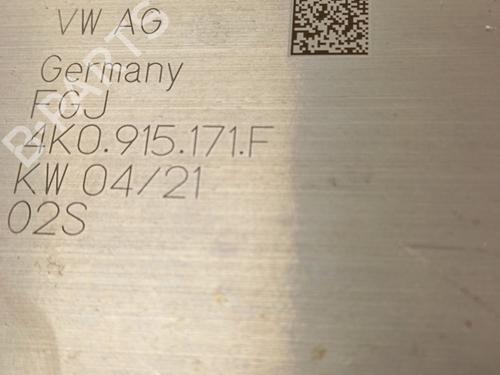 VW AG
Germany
FGJ
4K0.915.171.F
KW 04/21
02S
B-PARTS